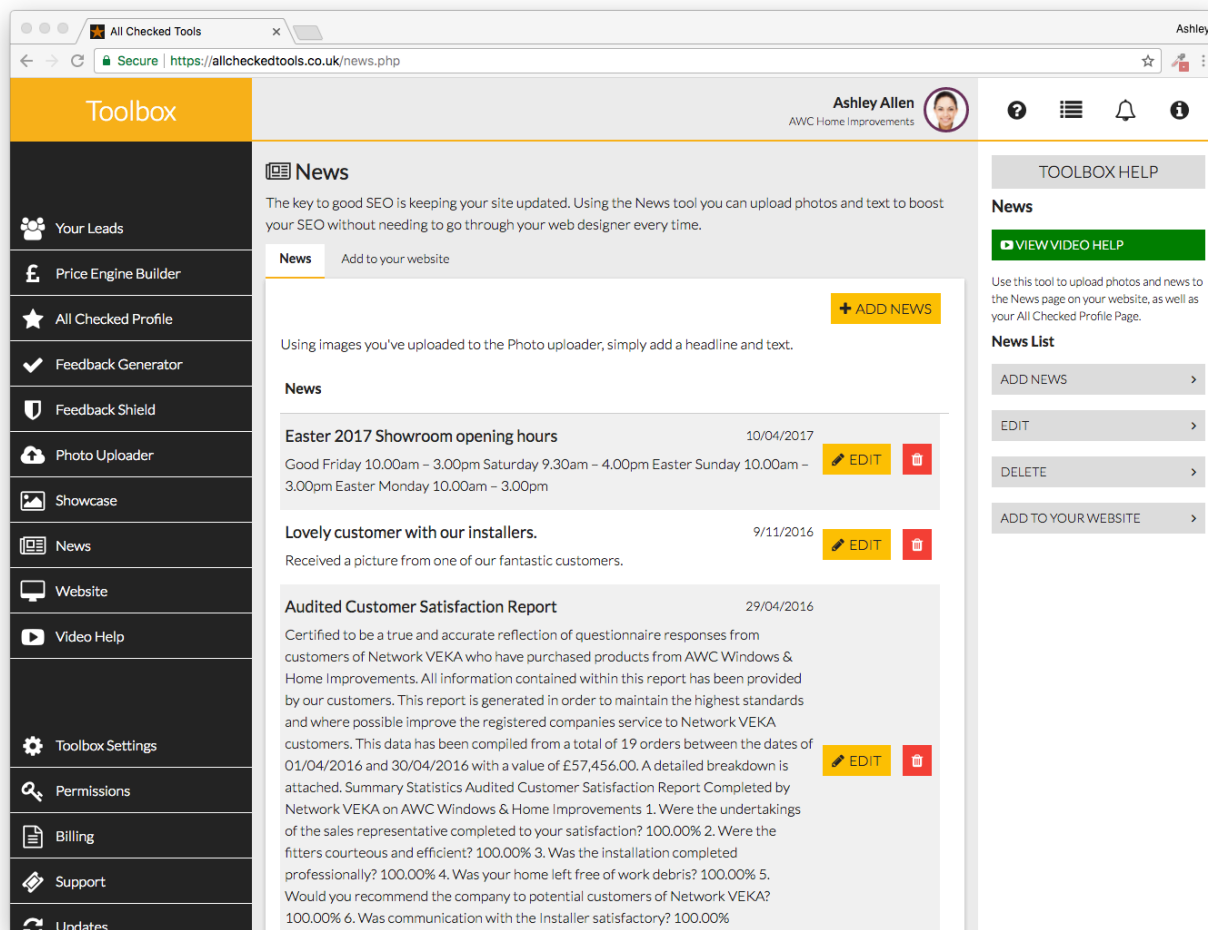 All Checked Tools
Ashley
Secure | https://allcheckedtools.co.uk/news.php
Toolbox
Ashley Allen
AWC Home Improvements
Your Leads
Price Engine Builder
All Checked Profile
Feedback Generator
Feedback Shield
Photo Uploader
Showcase
News
Website
Video Help
Toolbox Settings
Permissions
Billing
Support
Updates
News
The key to good SEO is keeping your site updated. Using the News tool you can upload photos and text to boost
your SEO without needing to go through your web designer every time.
News
Add to your website
ADD NEWS
Using images you've uploaded to the Photo uploader, simply add a headline and text.
News
Easter 2017 Showroom opening hours
10/04/2017
Good Friday 10.00am – 3.00pm Saturday 9.30am – 4.00pm Easter Sunday 10.00am –
3.00pm Easter Monday 10.00am – 3.00pm
EDIT
Lovely customer with our installers.
9/11/2016
Received a picture from one of our fantastic customers.
EDIT
Audited Customer Satisfaction Report
29/04/2016
Certified to be a true and accurate reflection of questionnaire responses from
customers of Network VEKA who have purchased products from AWC Windows &
Home Improvements. All information contained within this report has been provided
by our customers. This report is generated in order to maintain the highest standards
and where possible improve the registered companies service to Network VEKA
customers. This data has been compiled from a total of 19 orders between the dates of
01/04/2016 and 30/04/2016 with a value of £57,456.00. A detailed breakdown is
attached. Summary Statistics Audited Customer Satisfaction Report Completed by
Network VEKA on AWC Windows & Home Improvements 1. Were the undertakings
of the sales representative completed to your satisfaction? 100.00% 2. Were the
fitters courteous and efficient? 100.00% 3. Was the installation completed
professionally? 100.00% 4. Was your home left free of work debris? 100.00% 5.
Would you recommend the company to potential customers of Network VEKA?
100.00% 6. Was communication with the Installer satisfactory? 100.00%
EDIT
TOOLBOX HELP
News
VIEW VIDEO HELP
Use this tool to upload photos and news to
the News page on your website, as well as
your All Checked Profile Page.
News List
ADD NEWS
EDIT
DELETE
ADD TO YOUR WEBSITE